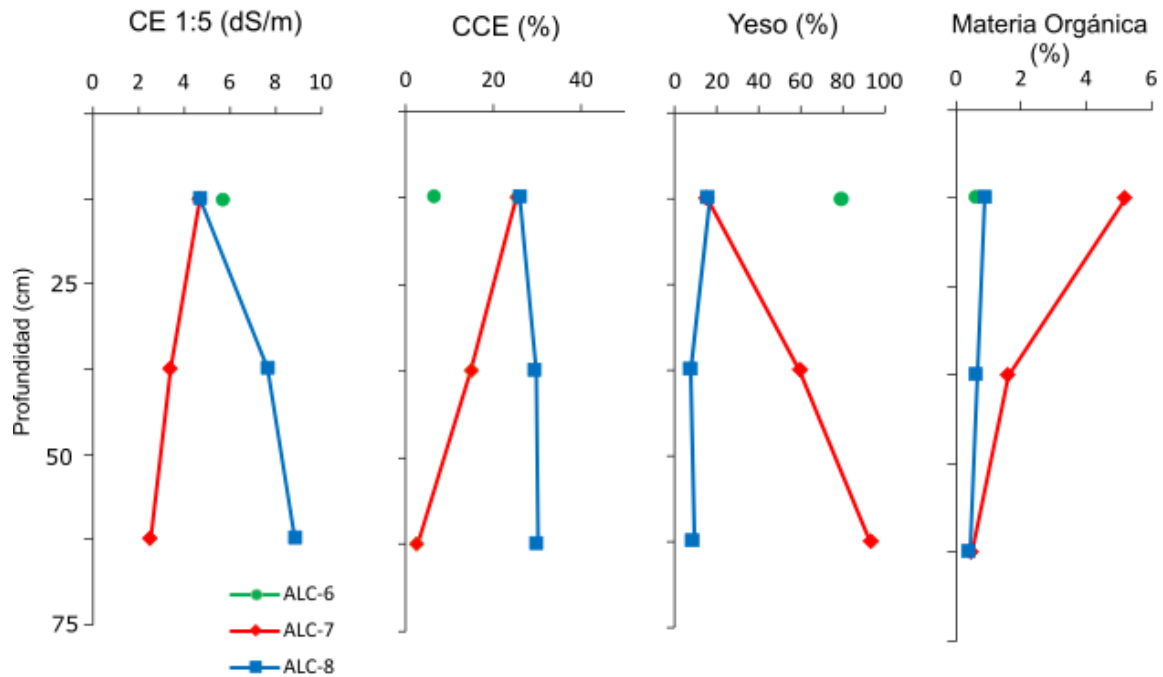 CE 1:5 (dS/m)
0 2 4 6 8 10
CCE (%)
0 20 40
Yeso (%)
0 20 40 60 80 100
Materia Orgánica
(%)
0 2 4 6
Profundidad (cm)
25
50
75
ALC-6
ALC-7
ALC-8